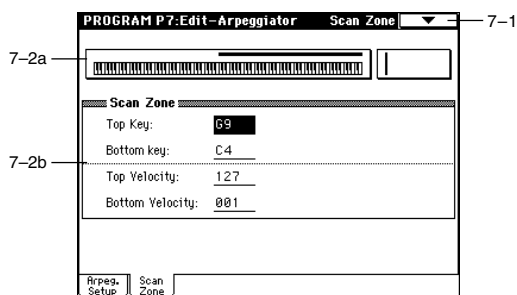 PROGRAM P7:Edit-Arpeggiator Scan Zone
7–1
7–2a
Scan Zone
Top Key: G9
Bottom key: C4
7–2b
Top Velocity: 127
Bottom Velocity: 001
Arpeg. Setup
Scan Zone